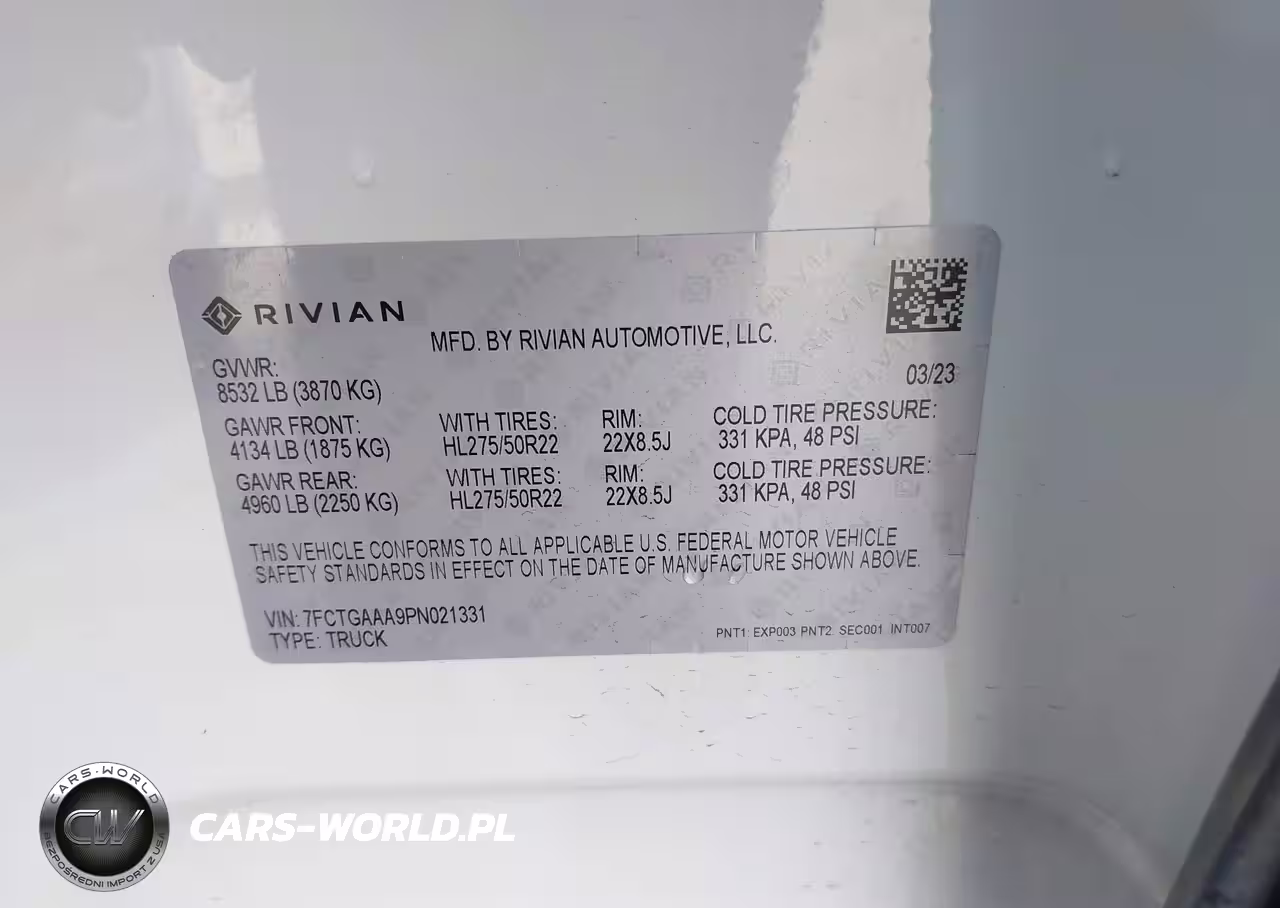 RIVIAN
MFD. BY RIVIAN AUTOMOTIVE, LLC.
GVWR:
8532 LB (3870 KG)
03/23
GAWR FRONT: WITH TIRES: RIM: COLD TIRE PRESSURE:
4134 LB (1875 KG) HL275/50R22 22X8.5J 331 KPA, 48 PSI
GAWR REAR: WITH TIRES: RIM: COLD TIRE PRESSURE:
4960 LB (2250 KG) HL275/50R22 22X8.5J 331 KPA, 48 PSI
THIS VEHICLE CONFORMS TO ALL APPLICABLE U.S. FEDERAL MOTOR VEHICLE
SAFETY STANDARDS IN EFFECT ON THE DATE OF MANUFACTURE SHOWN ABOVE.
VIN: 7FCTGAAA9PN021331
TYPE: TRUCK
PNT1: EXP003 PNT2: SEC001 INT007
CARS-WORLD
CW
BEZPOŚREDNI IMPORT Z USA
CARS-WORLD.PL